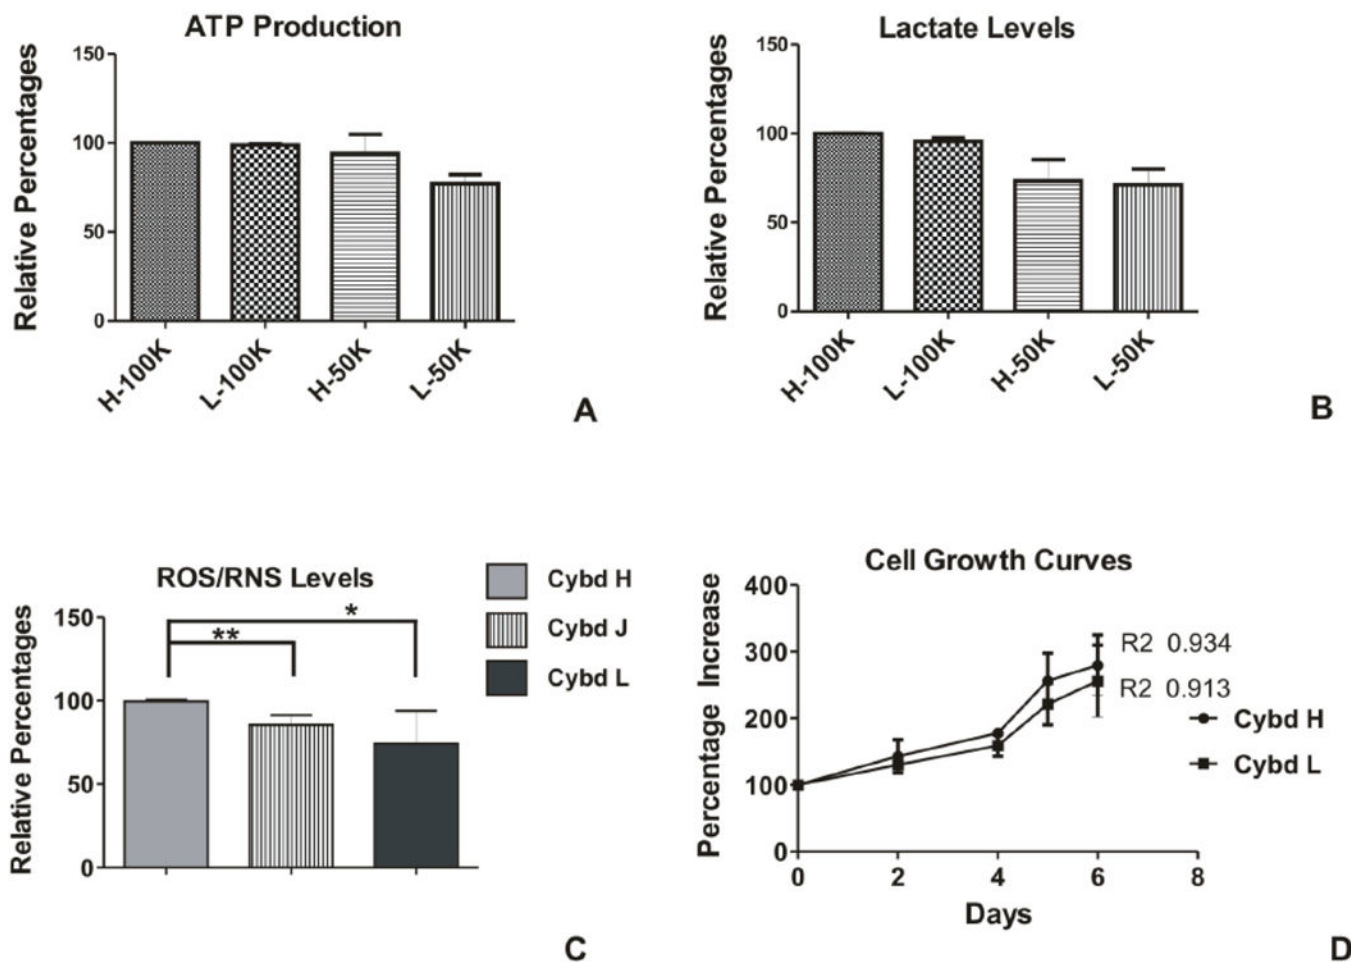 ATP Production
Relative Percentages
150
100
50
0
H-100K
L-100K
H-50K
L-50K
A
Lactate Levels
Relative Percentages
150
100
50
0
H-100K
L-100K
H-50K
L-50K
B
ROS/RNS Levels
Relative Percentages
150
100
50
0
*
**
Cybd H
Cybd J
Cybd L
C
Cell Growth Curves
Percentage Increase
400
300
200
100
0
0 2 4 6 8
Days
R2 0.934
R2 0.913
Cybd H
Cybd L
D